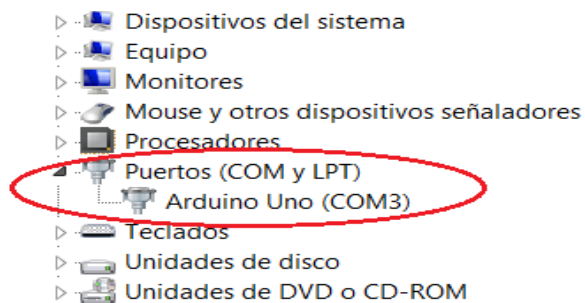 Dispositivos del sistema
Equipo
Monitores
Mouse y otros dispositivos señaladores
Procesadores
Puertos (COM y LPT)
Arduino Uno (COM3)
Teclados
Unidades de disco
Unidades de DVD o CD-ROM